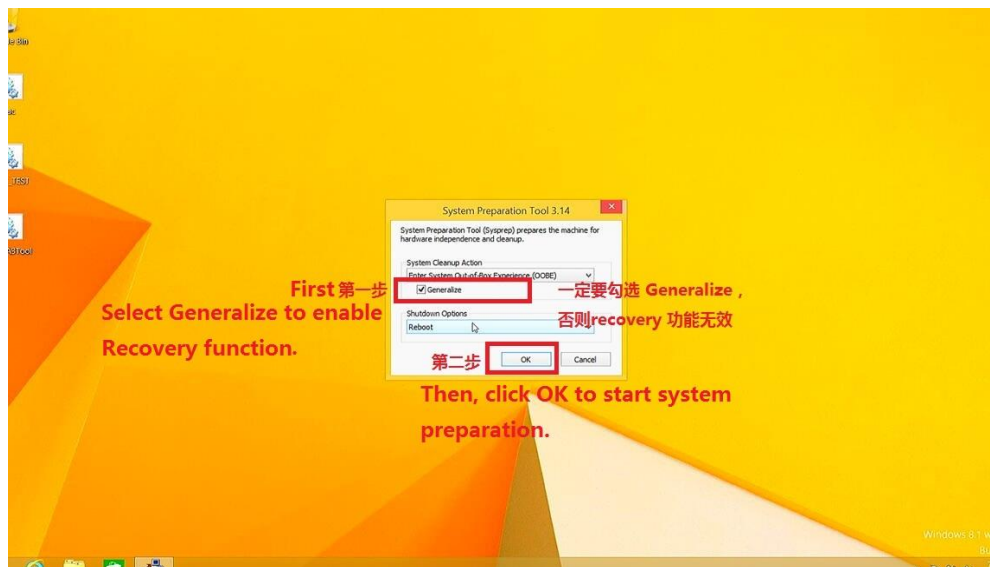 System Preparation Tool 3.14
System Preparation Tool (Sysprep) prepares the machine for
hardware independence and cleanup.
System Cleanup Action
Enter System Out-of-Box Experience (OOBE)
Generalize
First 第一步
Select Generalize to enable
Recovery function.
一定要勾选 Generalize，
否则recovery 功能无效
Shutdown Options
Reboot
第二步
OK
Cancel
Then, click OK to start system
preparation.
Bin
_TEST
Windows 8.1